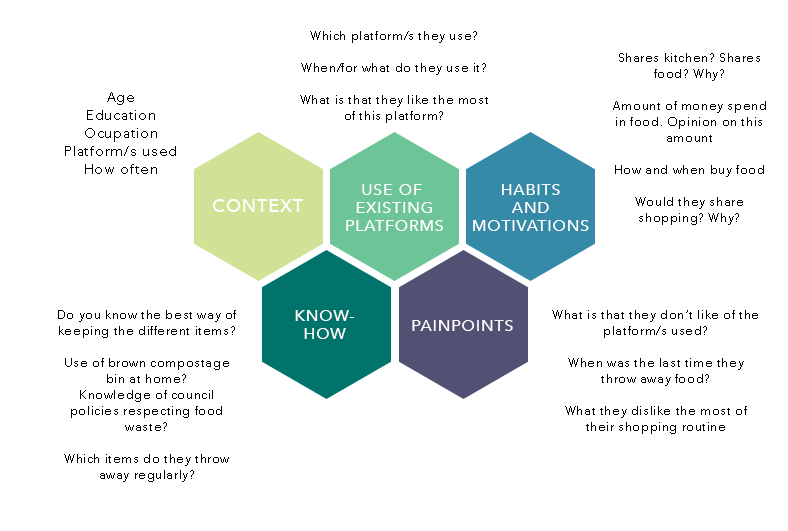 Which platform/s they use?
When/for what do they use it?
What is that they like the most
of this platform?
Shares kitchen? Shares
food? Why?
Amount of money spend
in food. Opinion on this
amount
How and when buy food
Would they share
shopping? Why?
Age
Education
Ocupation
Platform/s used
How often
CONTEXT
USE OF
EXISTING
PLATFORMS
HABITS
AND
MOTIVATIONS
KNOW-
HOW
PAINPOINTS
Do you know the best way of
keeping the different items?
Use of brown compostage
bin at home?
Knowledge of council
policies respecting food
waste?
Which items do they throw
away regularly?
What is that they don't like of the
platform/s used?
When was the last time they
throw away food?
What they dislike the most of
their shopping routine